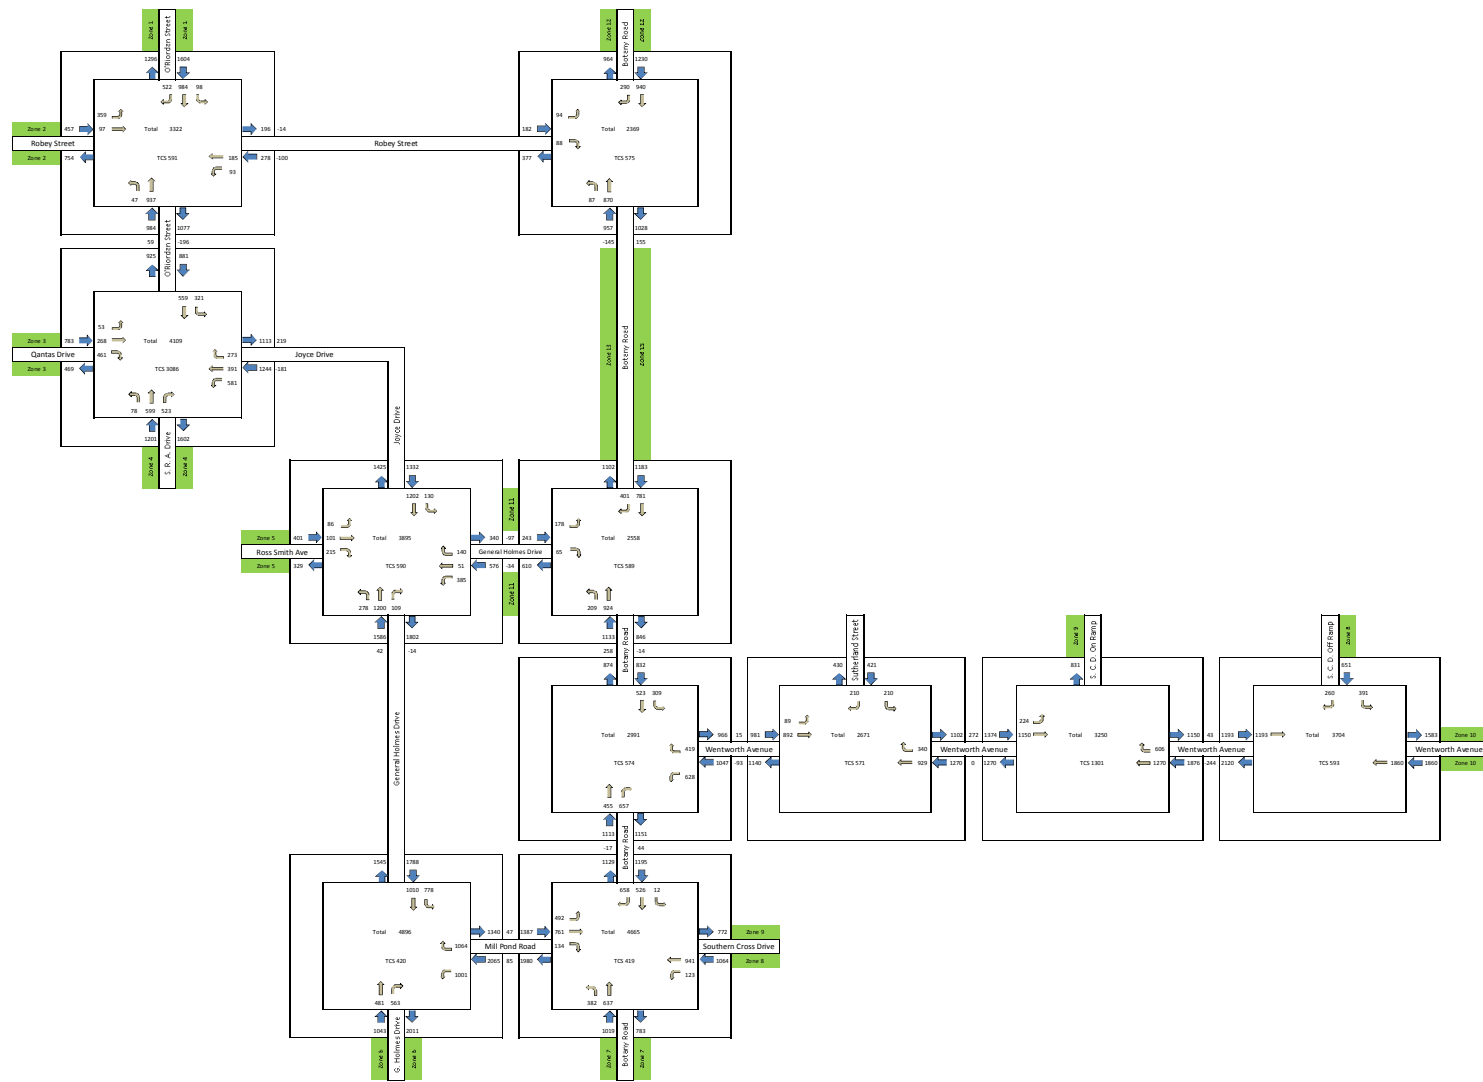 Zone 1
O'Riordan Street
Zone 1
Zone 12
Botany Road
Zone 12
1296 1604
964 1230
522 984 98
290 940
359
94
Zone 2 457 97 Total 3322 196 -14
182 Total 2369
Robey Street
Robey Street
88
Zone 2 754 TCS 591 185 278 -100
377 TCS 575
93
47 937
87 870
984 1077
957 1028
59 -196
-145 155
O'Riordan Street
925 881
559 321
53
Zone 3 783 268 Total 4109 1113 219
Qantas Drive 461 273
Joyce Drive
Zone 3 469 TCS 3086 391 1244 -181
581
78 599 523
1201 1602
Zone 4
S. R. A. Drive
Zone 4
Zone 13
Botany Road
Zone 13
Joyce Drive
1425 1332
1102 1183
1202 130
401 781
Zone 11
86
178
Zone 5 401 101 Total 3895 340 -97 243 Total 2558
Ross Smith Ave 215 140
General Holmes Drive
65
Zone 5 329 TCS 590 51 576 -34 610 TCS 589
385
Zone 11
278 1200 109
209 924
1586 1802
1133 846
42 -14
258 -14
Botany Road
874 832
523 309
General Holmes Drive
Sutherland Street
Zone 9
S. C. D. On Ramp
S. C. D. Off Ramp
Zone 8
430 421
831
651
210 210
260 391
89
224
Total 2991 966 15 981 892 Total 2671 1102 272 1374 1150 Total 3250 1150 43 1193 1193 Total 3704 1583 Zone 10
419
Wentworth Avenue
340
Wentworth Avenue
606
Wentworth Avenue
Wentworth Avenue
TCS 574 1047 -93 1140 TCS 571 929 1270 0 1270 TCS 1301 1270 1876 -244 2120 TCS 593 1860 1860 Zone 10
628
455 657
1113 1151
-17 44
Botany Road
1545 1788
1129 1195
1010 778
658 526 12
492
Total 4896 1340 47 1387 761 Total 4665 772 Zone 9
1064
Mill Pond Road
134
Southern Cross Drive
TCS 420 2065 85 1980 TCS 419 941 1064 Zone 8
1001
123
481 563
382 637
1043 2011
1019 783
Zone 6
G. Holmes Drive
Zone 6
Zone 7
Botany Road
Zone 7